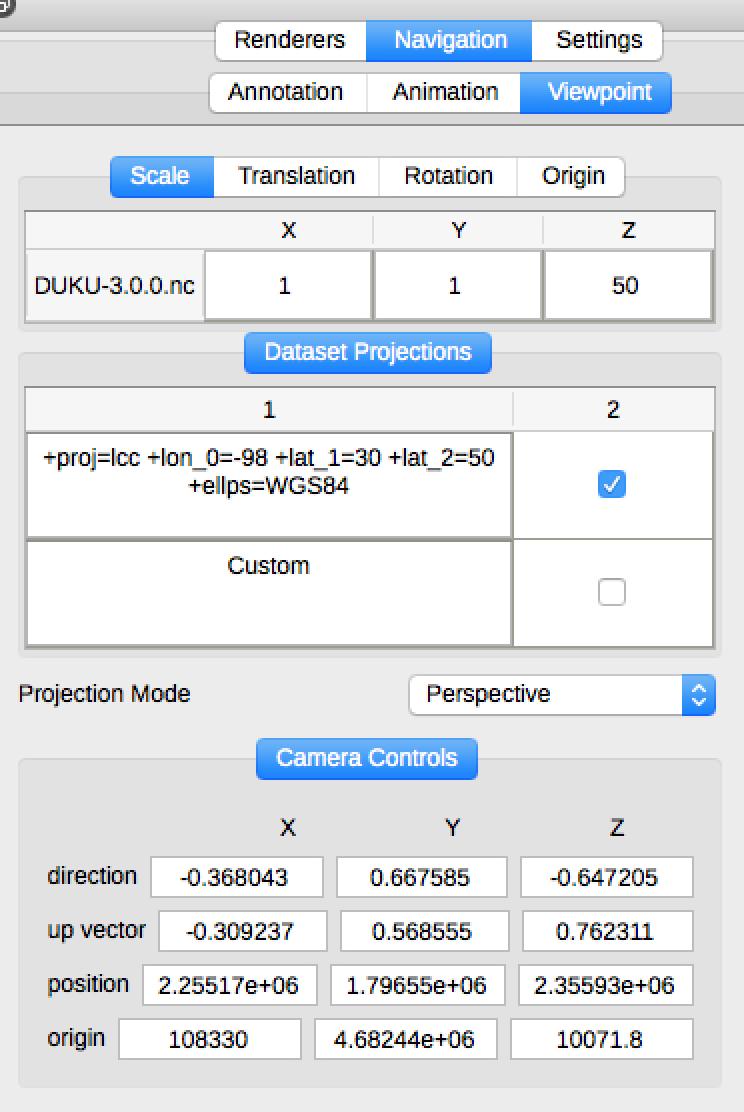 Renderers Navigation Settings
Annotation Animation Viewpoint
Scale Translation Rotation Origin
X Y Z
DUKU-3.0.0.nc 1 1 50
Dataset Projections
1 2
+proj=lcc +lon_0=-98 +lat_1=30 +lat_2=50
+ellps=WGS84
Custom
Projection Mode Perspective
Camera Controls
X Y Z
direction -0.368043 0.667585 -0.647205
up vector -0.309237 0.568555 0.762311
position 2.25517e+06 1.79655e+06 2.35593e+06
origin 108330 4.68244e+06 10071.8